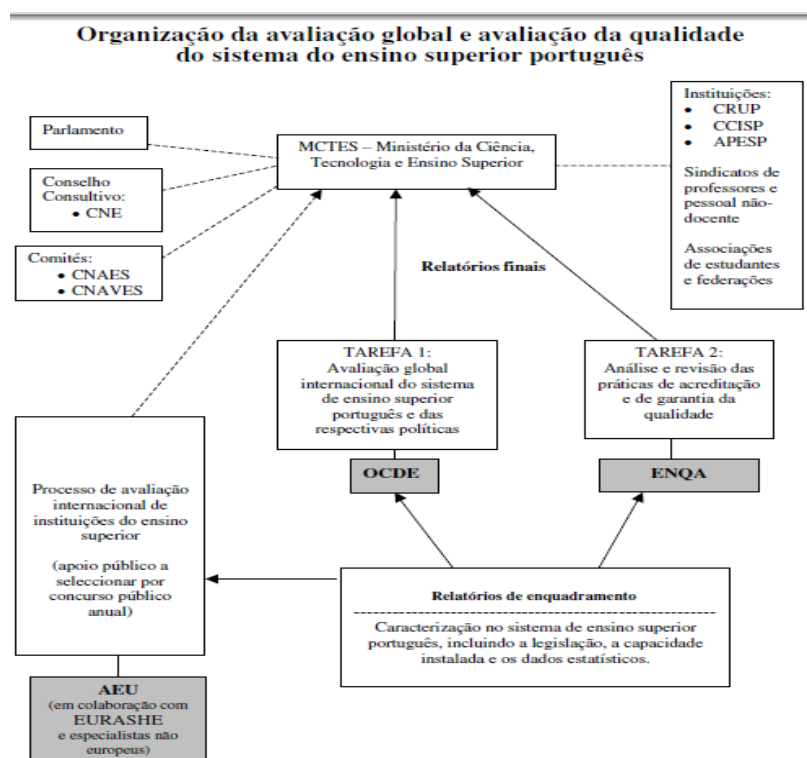 Organização da avaliação global e avaliação da qualidade
do sistema do ensino superior português
Parlamento
Conselho
Consultivo:
• CNE
Comités:
• CNAES
• CNAVES
MCTES – Ministério da Ciência,
Tecnologia e Ensino Superior
Instituições:
• CRUP
• CCISP
• APESP
Sindicatos de
professores e
pessoal não-
docente
Associações
de estudantes
e federações
Relatórios finais
TAREFA 1:
Avaliação global
internacional do sistema
de ensino superior
português e das
respectivas políticas
OCDE
TAREFA 2:
Análise e revisão das
práticas de acreditação
e de garantia da
qualidade
ENQA
Processo de avaliação
internacional de
instituições do ensino
superior
(apoio público a
seleccionar por
concurso público
anual)
AEU
(em colaboração com
EURASHE
e especialistas não
europeus)
Relatórios de enquadramento
Caracterização no sistema de ensino superior
português, incluindo a legislação, a capacidade
instalada e os dados estatísticos.